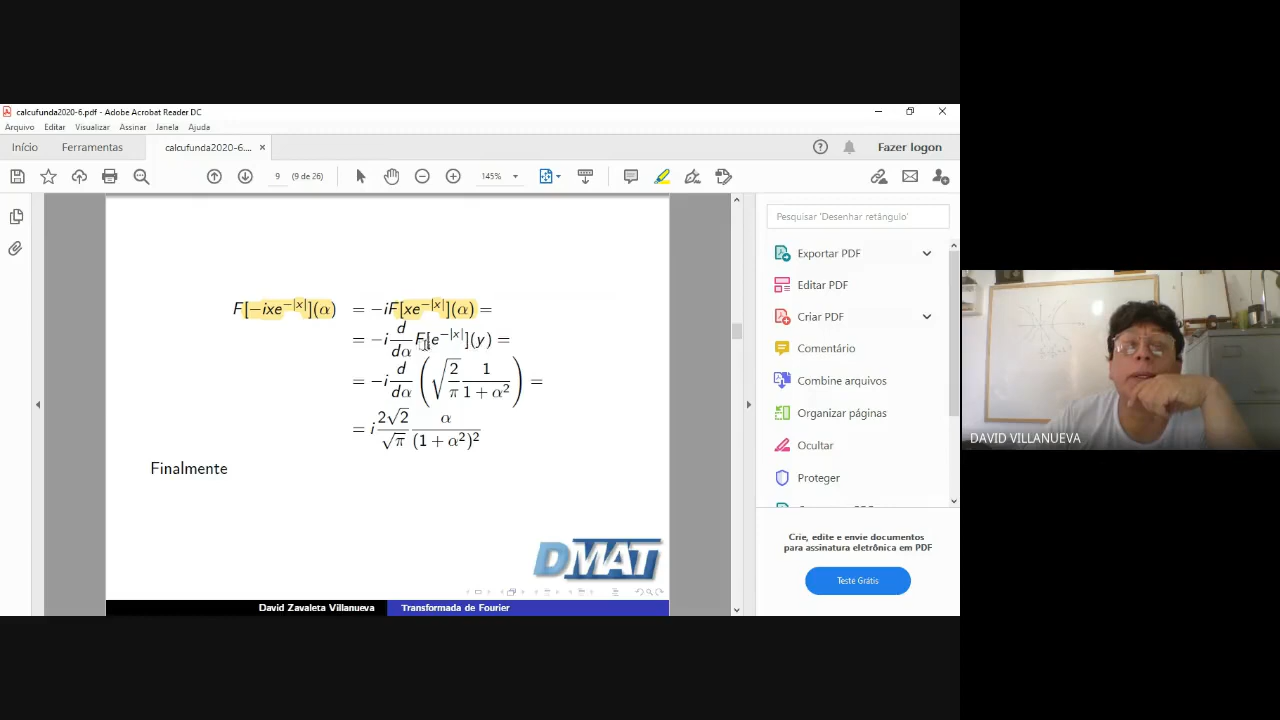 calcufunda2020-6.pdf - Adobe Acrobat Reader DC
Arquivo Editar Visualizar Assinar Janela Ajuda
Início Ferramentas calcufunda2020-6.... × Fazer logon
9 (9 de 26) 145%
Pesquisar 'Desenhar retângulo'
Exportar PDF
Editar PDF
Criar PDF
Comentário
Combine arquivos
Organizar páginas
Ocultar
Proteger
Crie, edite e envie documentos
para assinatura eletrônica em PDF
Teste Grátis
F[−ixe^{−|x|}](α) = −iF[xe^{−|x|}](α) =
= −i d/dα F[e^{−|x|}](y) =
= −i d/dα (√(2/π) 1/(1 + α²)) =
= i 2√2/√π α/(1 + α²)²
Finalmente
DMAT
David Zavaleta Villanueva Transformada de Fourier
DAVID VILLANUEVA